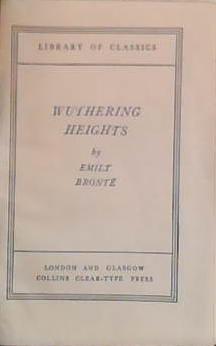 LIBRARY OF CLASSICS
WUTHERING
HEIGHTS
by
EMILY
BRONTË
LONDON AND GLASGOW
COLLINS CLEAR-TYPE PRESS